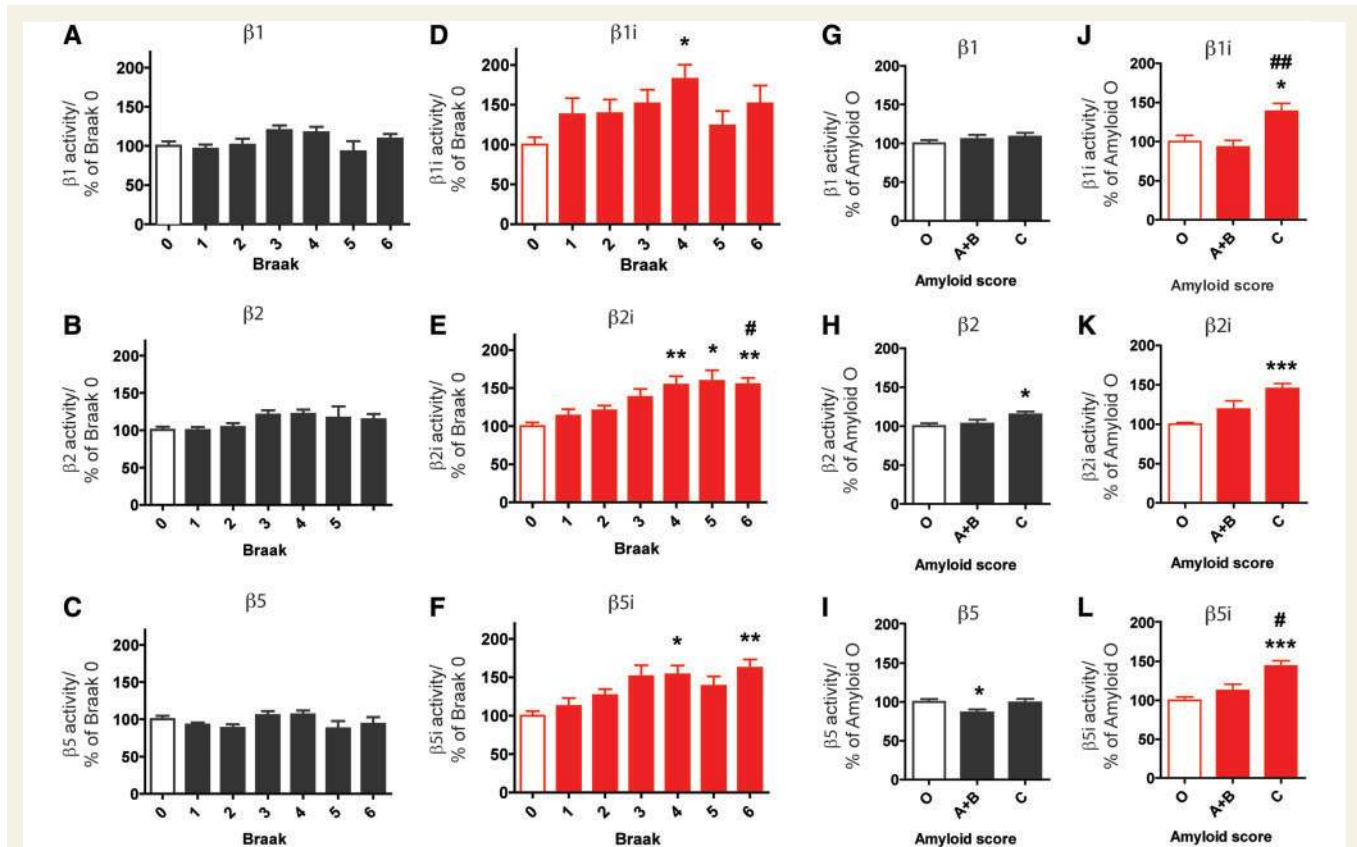 A
β1
β1 activity/
% of Braak 0
200
150
100
50
0
0 1 2 3 4 5 6
Braak
D
β1i
β1i activity/
% of Braak 0
200
150
100
50
0
*
0 1 2 3 4 5 6
Braak
G
β1
β1 activity/
% of Amyloid O
200
150
100
50
0
O A+B C
Amyloid score
J
β1i
β1i activity/
% of Amyloid O
200
150
100
50
0
##
*
O A+B C
Amyloid score
B
β2
β2 activity/
% of Braak 0
200
150
100
50
0
0 1 2 3 4 5
Braak
E
β2i
β2i activity/
% of Braak 0
200
150
100
50
0
#
** * **
0 1 2 3 4 5 6
Braak
H
β2
β2 activity/
% of Amyloid O
200
150
100
50
0
*
O A+B C
Amyloid score
K
β2i
β2i activity/
% of Amyloid O
200
150
100
50
0
***
O A+B C
Amyloid score
C
β5
β5 activity/
% of Braak 0
200
150
100
50
0
0 1 2 3 4 5 6
Braak
F
β5i
β5i activity/
% of Braak 0
200
150
100
50
0
* **
0 1 2 3 4 5 6
Braak
I
β5
β5 activity/
% of Amyloid O
200
150
100
50
0
*
O A+B C
Amyloid score
L
β5i
β5i activity/
% of Amyloid O
200
150
100
50
0
#
***
O A+B C
Amyloid score